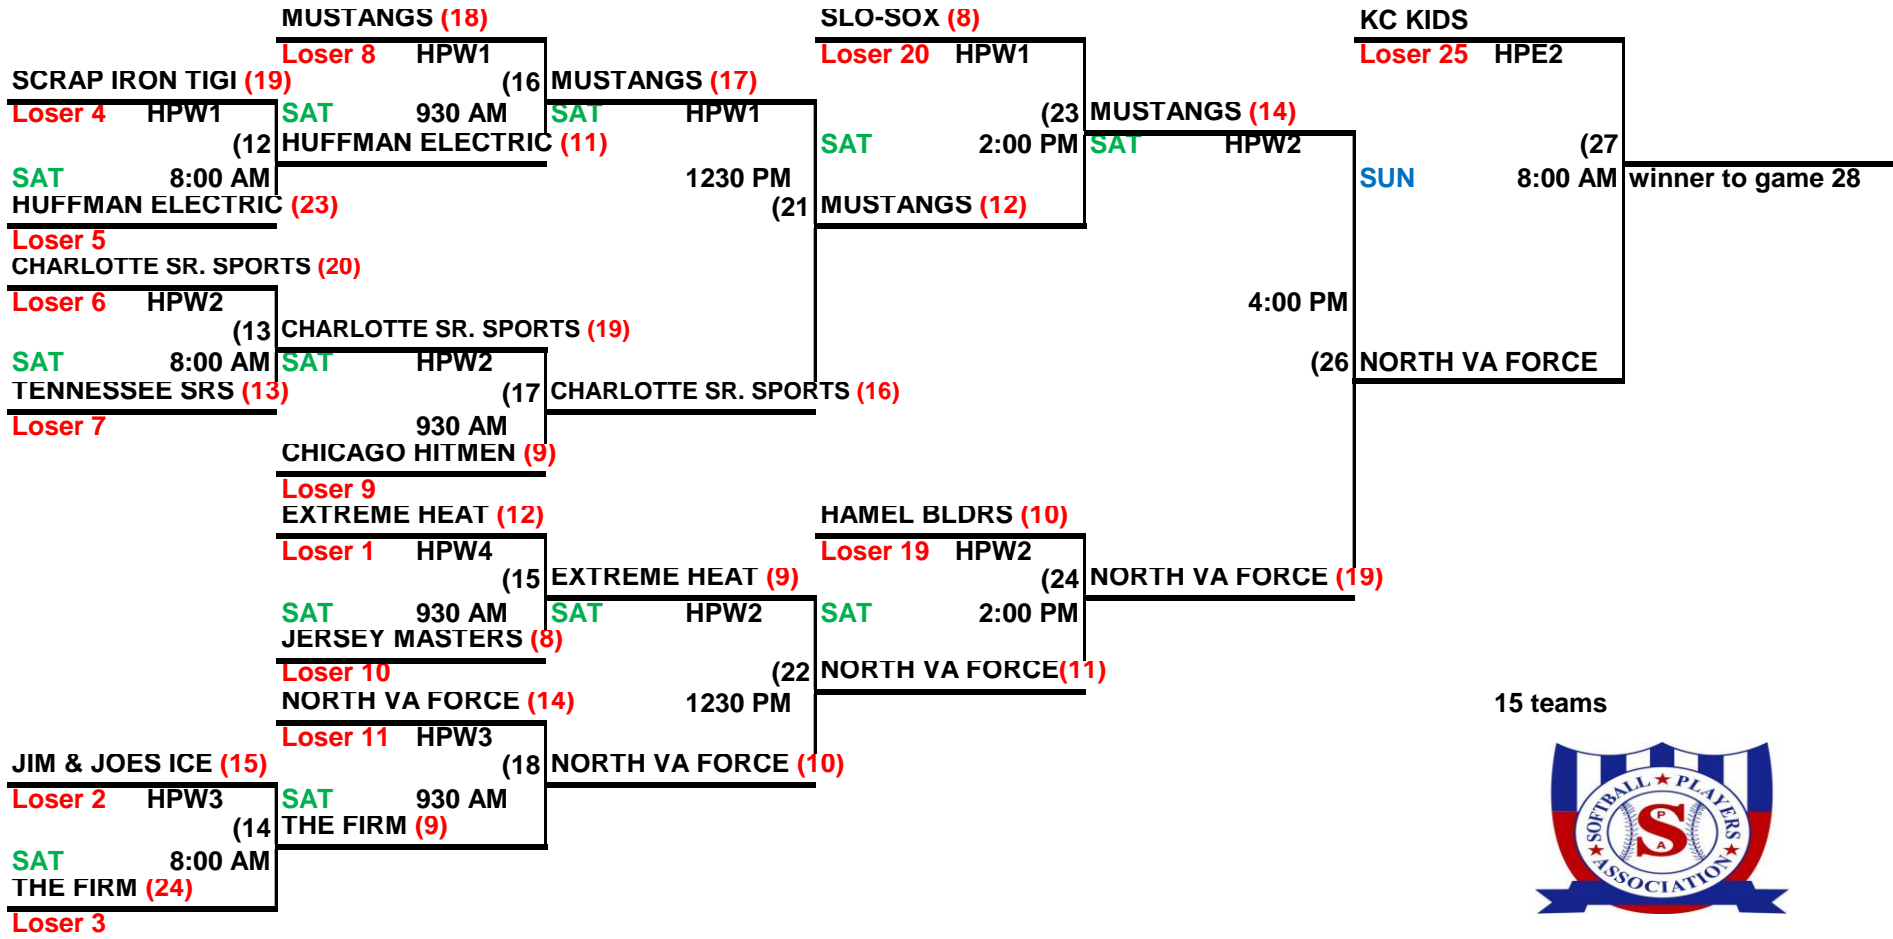 MUSTANGS (18)
SLO-SOX (8)
KC KIDS
Loser 8 HPW1
Loser 20 HPW1
Loser 25 HPE2
SCRAP IRON TIGI (19)
(16 MUSTANGS (17)
Loser 4 HPW1
SAT 930 AM
SAT HPW1
(23 MUSTANGS (14)
(12 HUFFMAN ELECTRIC (11)
SAT 2:00 PM
SAT HPW2
(27
SAT 8:00 AM
1230 PM
SUN 8:00 AM
winner to game 28
HUFFMAN ELECTRIC (23)
(21 MUSTANGS (12)
Loser 5
CHARLOTTE SR. SPORTS (20)
Loser 6 HPW2
4:00 PM
(13 CHARLOTTE SR. SPORTS (19)
SAT 8:00 AM
SAT HPW2
(26 NORTH VA FORCE
TENNESSEE SRS (13)
(17 CHARLOTTE SR. SPORTS (16)
Loser 7
930 AM
CHICAGO HITMEN (9)
Loser 9
EXTREME HEAT (12)
HAMEL BLDRS (10)
Loser 1 HPW4
Loser 19 HPW2
(15 EXTREME HEAT (9)
(24 NORTH VA FORCE (19)
SAT 930 AM
SAT HPW2
SAT 2:00 PM
JERSEY MASTERS (8)
Loser 10
(22 NORTH VA FORCE(11)
NORTH VA FORCE (14)
1230 PM
15 teams
Loser 11 HPW3
JIM & JOES ICE (15)
(18 NORTH VA FORCE (10)
Loser 2 HPW3
SAT 930 AM
(14 THE FIRM (9)
SAT 8:00 AM
THE FIRM (24)
Loser 3
SOFTBALL ★ PLAYERS ★ ASSOCIATION ★
P
S
A